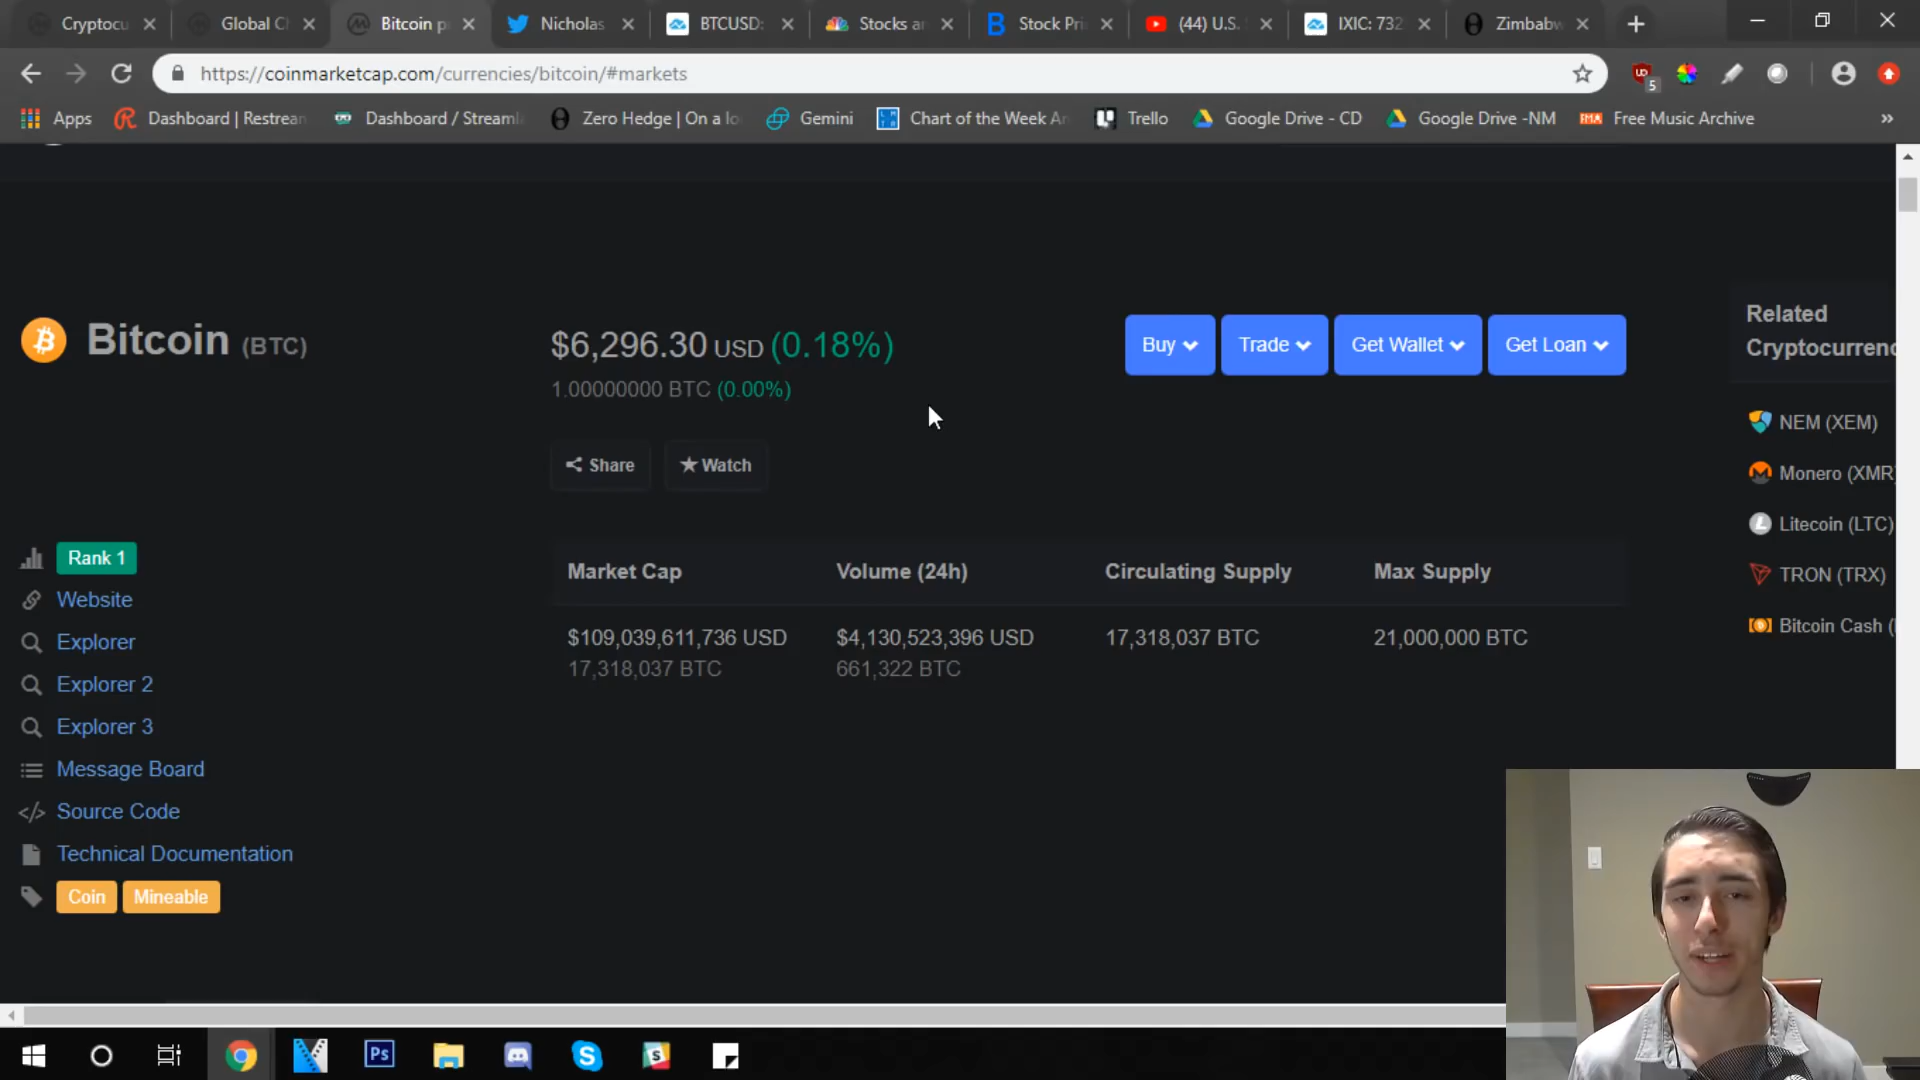 Cryptocu
Global Cl
Bitcoin p
Nicholas
BTCUSD:
Stocks a
Stock Pri
(44) U.S.
IXIC: 732
Zimbabw
https://coinmarketcap.com/currencies/bitcoin/#markets
5
Apps
Dashboard | Restrean
Dashboard / Streaml
Zero Hedge | On a lo
Gemini
Chart of the Week A
Trello
Google Drive - CD
Google Drive -NM
FMA
Free Music Archive
»
Bitcoin (BTC)
$6,296.30 USD (0.18%)
1.00000000 BTC (0.00%)
Buy
Trade
Get Wallet
Get Loan
Share
Watch
Related
Cryptocurrenc
NEM (XEM)
Monero (XMR)
Litecoin (LTC)
TRON (TRX)
Bitcoin Cash (
Rank 1
Website
Explorer
Explorer 2
Explorer 3
Message Board
Source Code
Technical Documentation
Coin
Mineable
Market Cap
Volume (24h)
Circulating Supply
Max Supply
$109,039,611,736 USD
17,318,037 BTC
$4,130,523,396 USD
661,322 BTC
17,318,037 BTC
21,000,000 BTC
Ps